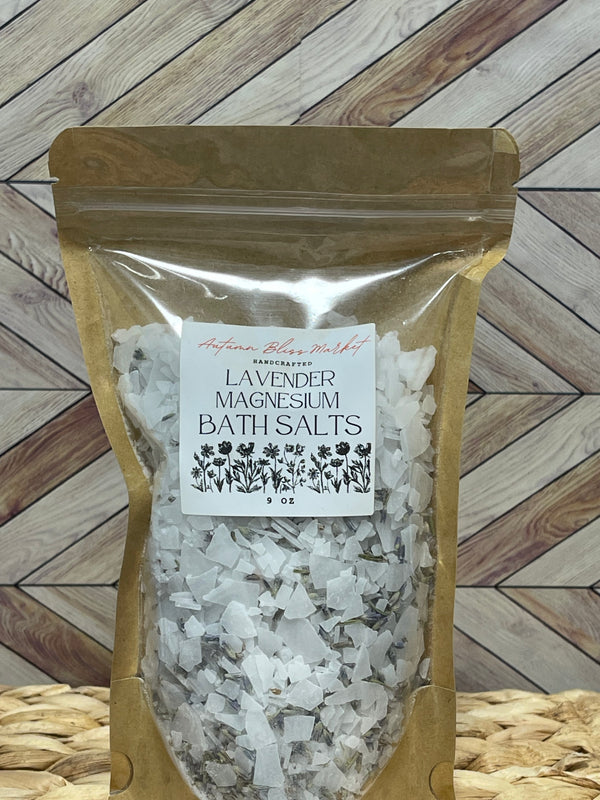 Autumn Bliss Market
HANDCRAFTED
LAVENDER
MAGNESIUM
BATH SALTS
9 OZ